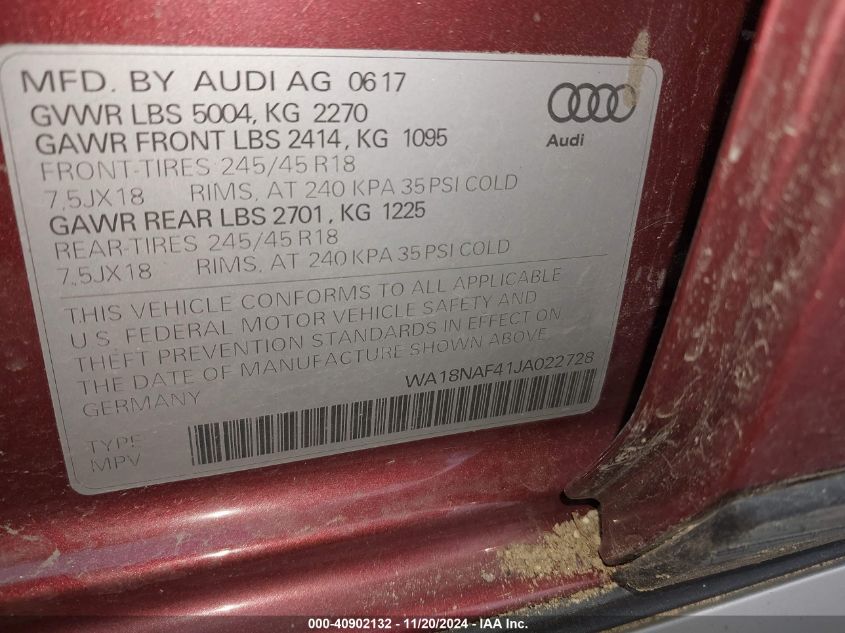 MFD. BY AUDI AG 0617
GVWR LBS 5004, KG 2270
GAWR FRONT LBS 2414, KG 1095
FRONT-TIRES 245/45 R18
7.5JX18 RIMS, AT 240 KPA 35 PSI COLD
GAWR REAR LBS 2701, KG 1225
REAR-TIRES 245/45 R18
7.5JX18 RIMS, AT 240 KPA 35 PSI COLD
Audi
THIS VEHICLE CONFORMS TO ALL APPLICABLE
U.S. FEDERAL MOTOR VEHICLE SAFETY AND
THEFT PREVENTION STANDARDS IN EFFECT ON
THE DATE OF MANUFACTURE SHOWN ABOVE
GERMANY
WA18NAF41JA022728
TYPE
MPV
000-40902132 - 11/20/2024 - IAA Inc.